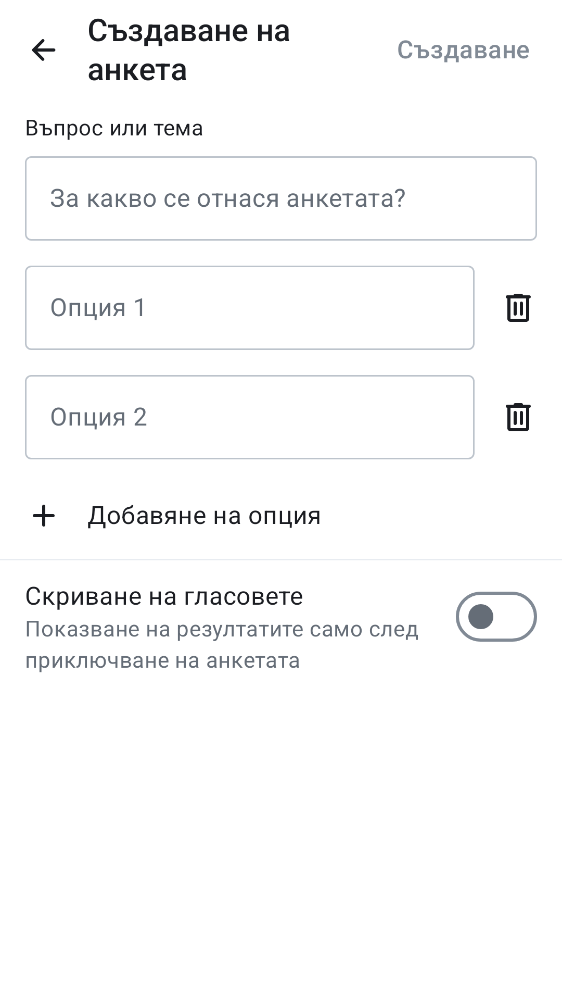 Създаване на
анкета
Създаване
Въпрос или тема
За какво се отнася анкетата?
Опция 1
Опция 2
Добавяне на опция
Скриване на гласовете
Показване на резултатите само след
приключване на анкетата